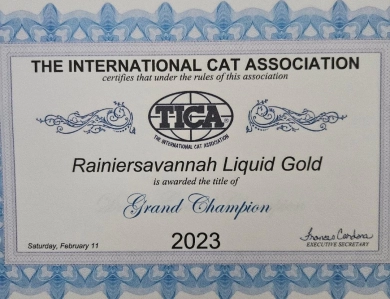 THE INTERNATIONAL CAT ASSOCIATION
certifies that under the rules of this association
TICA
THE INTERNATIONAL CAT ASSOCIATION
Rainiersavannah Liquid Gold
is awarded the title of
Grand Champion
2023
Saturday, February 11
EXECUTIVE SECRETARY